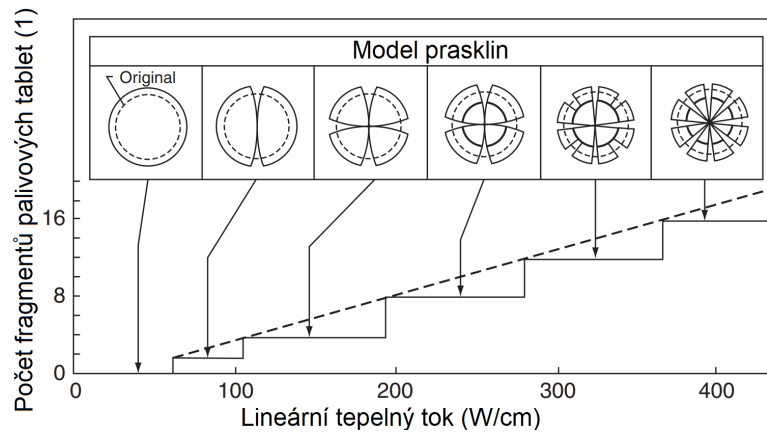 Model prasklin
Original
Počet fragmentů palivových tablet (1)
16
8
0
0
100
200
300
400
Lineární tepelný tok (W/cm)